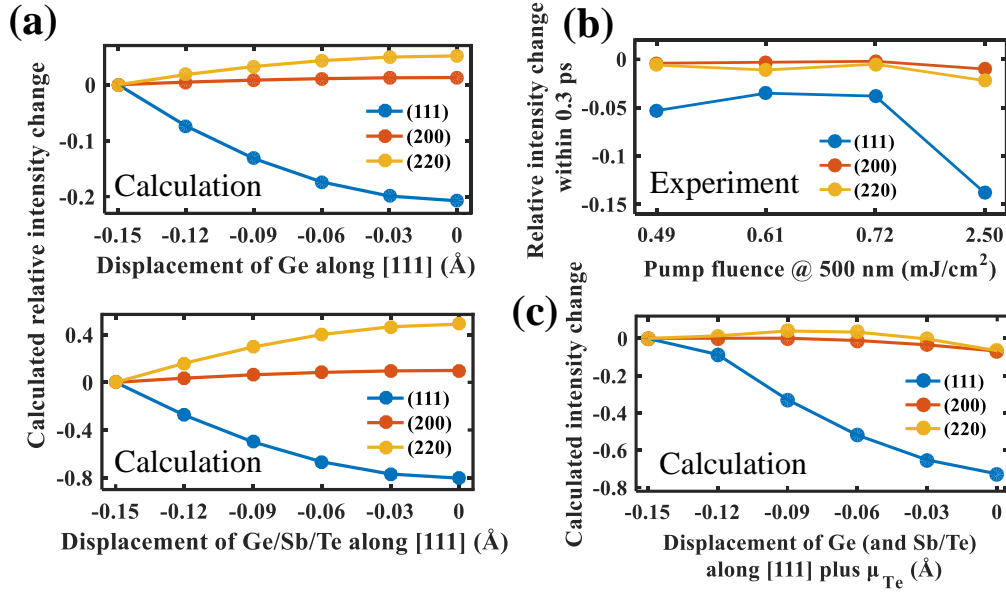 (a)
Calculated relative intensity change
0
-0.1
-0.2
(111)
(200)
(220)
Calculation
-0.15 -0.12 -0.09 -0.06 -0.03 0
Displacement of Ge along [111] (Å)
0.4
0
-0.4
-0.8
(111)
(200)
(220)
Calculation
-0.15 -0.12 -0.09 -0.06 -0.03 0
Displacement of Ge/Sb/Te along [111] (Å)
(b)
Relative intensity change
within 0.3 ps
0
-0.05
-0.1
-0.15
(111)
(200)
(220)
Experiment
0.49 0.61 0.72 2.50
Pump fluence @ 500 nm (mJ/cm²)
(c)
Calculated intensity change
0
-0.2
-0.4
-0.6
-0.8
(111)
(200)
(220)
Calculation
-0.15 -0.12 -0.09 -0.06 -0.03 0
Displacement of Ge (and Sb/Te)
along [111] plus μTe (Å)